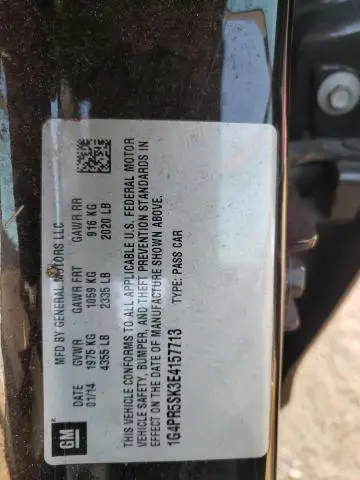 GM
MFD BY GENERAL MOTORS LLC
DATE GVWR GAWR FRT GAWR RR
01/14 1975 KG 1059 KG 916 KG
4355 LB 2335 LB 2020 LB
THIS VEHICLE CONFORMS TO ALL APPLICABLE U.S. FEDERAL MOTOR
VEHICLE SAFETY, BUMPER, AND THEFT PREVENTION STANDARDS IN
EFFECT ON THE DATE OF MANUFACTURE SHOWN ABOVE.
1G4PR5SK3E4157713 TYPE: PASS CAR